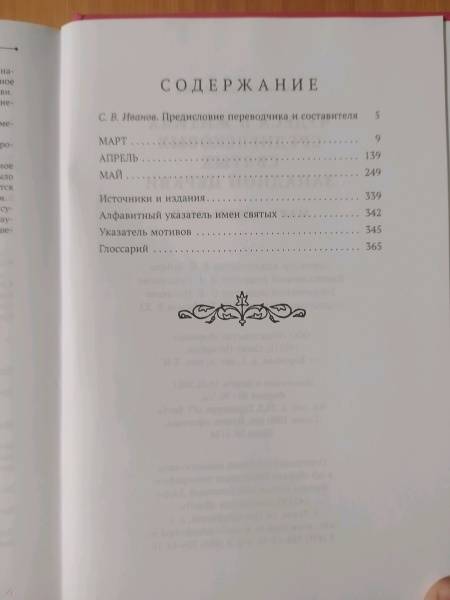 СОДЕРЖАНИЕ
С. В. Иванов. Предисловие переводчика и составителя 5
МАРТ 9
АПРЕЛЬ 139
МАЙ 249
Источники и издания 339
Алфавитный указатель имен святых 342
Указатель мотивов 345
Глоссарий 365